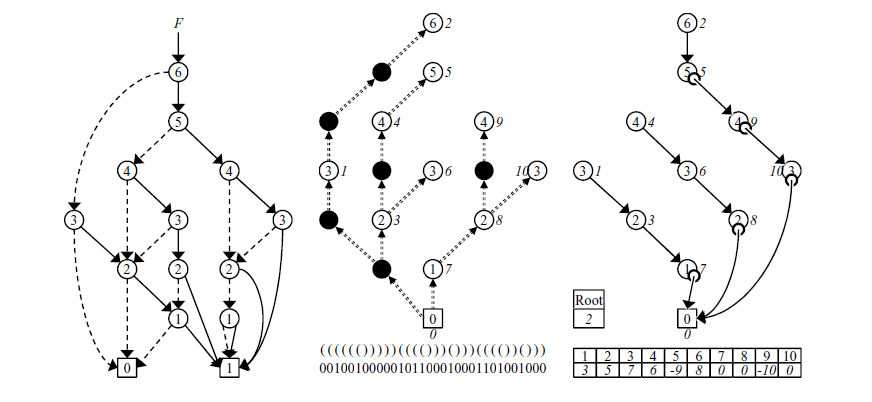 F
6
5
4 4
3 3 3
2 2 2
1 1
0 1
6 2
5 5
4 4 4 9
3 1 3 6 10 3
2 3 2 8
1 7
0
0
(((((()))))(((()))()))(((())()))
00100100000101100010001101001000
6 2
5 5
4 4 4 9
3 1 3 6 10 3
2 3 2 8
1 7
0
0
Root
2
1 2 3 4 5 6 7 8 9 10
3 5 7 6 -9 8 0 0 -10 0